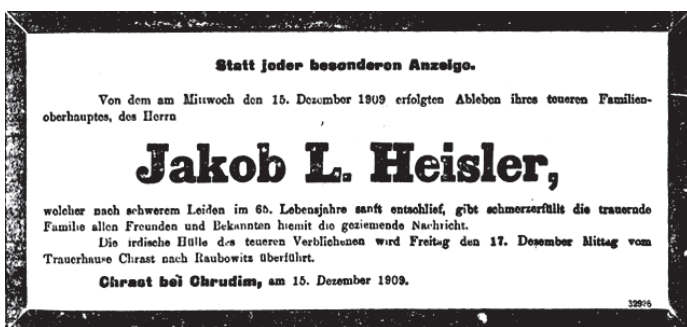 Statt jeder besonderen Anzeige.
Von dem am Mittwoch den 15. Dezember 1909 erfolgten Ableben ihres teueren Familien-
oberhauptes, des Herrn
Jakob L. Heisler,
welcher nach schwerem Leiden im 65. Lebensjahre sanft entschlief, gibt schmerzerfüllt die trauernde
Familie allen Freunden und Bekannten hiemit die geziemende Nachricht.
Die irdische Hülle des teueren Verblichenen wird Freitag den 17. Dezember Mittag vom
Trauerhause Chrast nach Raubowitz überführt.
Chrast bei Chrudim, am 15. Dezember 1909.
32926